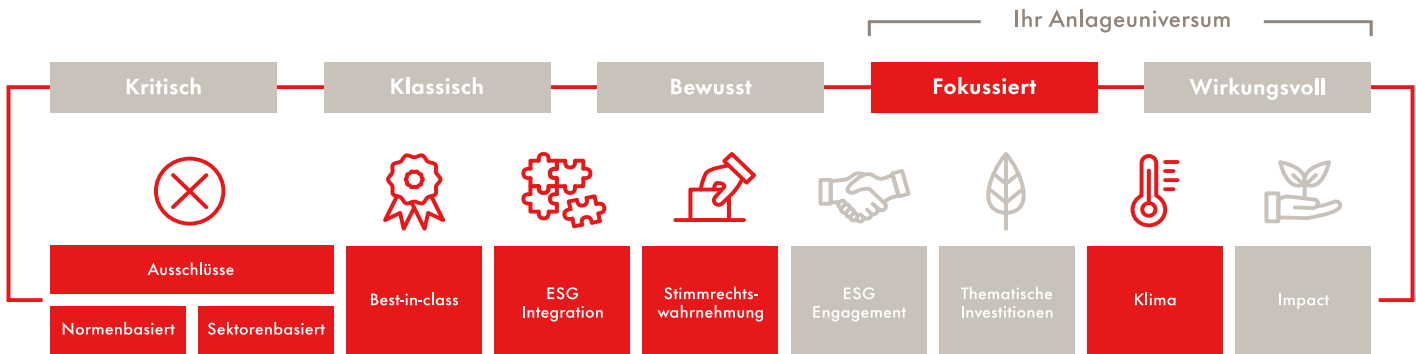 Ihr Anlageuniversum
Kritisch
Klassisch
Bewusst
Fokussiert
Wirkungsvoll
Ausschlüsse
Normenbasiert
Sektorenbasiert
Best-in-class
ESG
Integration
Stimmrechts-
wahrnehmung
ESG
Engagement
Thematische
Investitionen
Klima
Impact